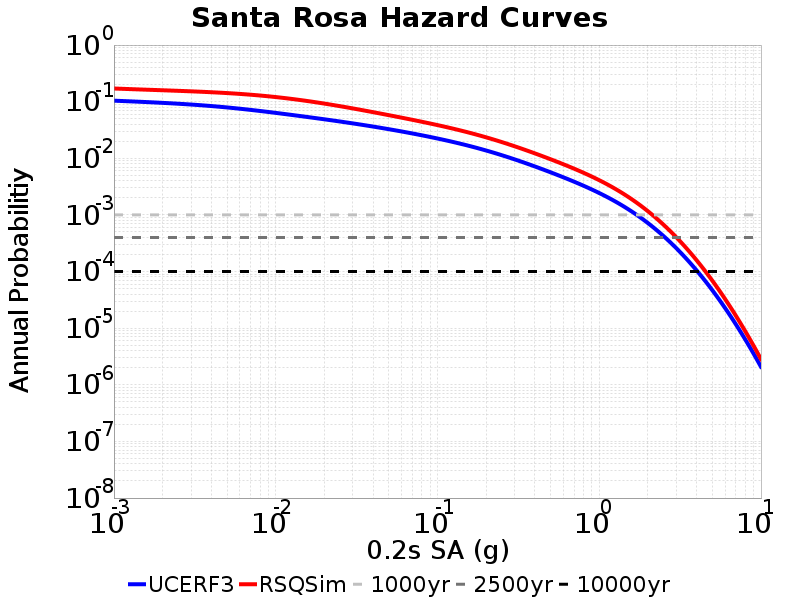 Santa Rosa Hazard Curves
Annual Probabilitiy
10^0
10^-1
10^-2
10^-3
10^-4
10^-5
10^-6
10^-7
10^-8
10^-3 10^-2 10^-1 10^0 10^1
0.2s SA (g)
UCERF3 RSQSim 1000yr 2500yr 10000yr